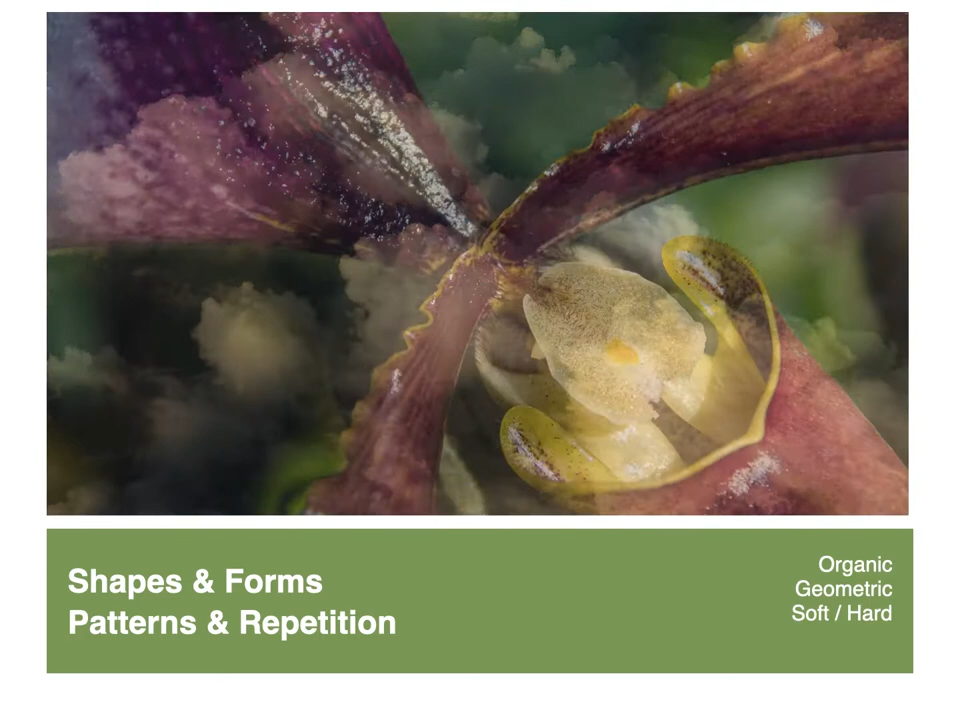 Shapes & Forms
Patterns & Repetition
Organic
Geometric
Soft / Hard